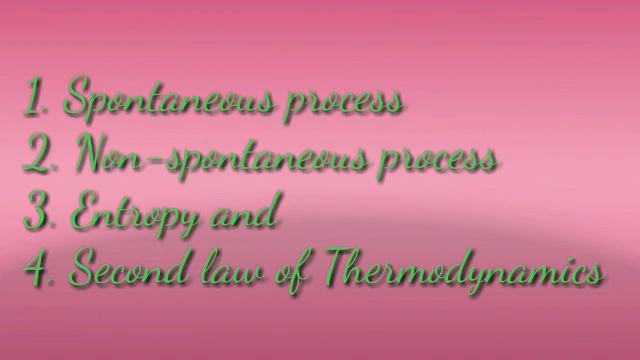 1. Spontaneous process
2. Non-spontaneous process
3. Entropy and
4. Second law of Thermodynamics